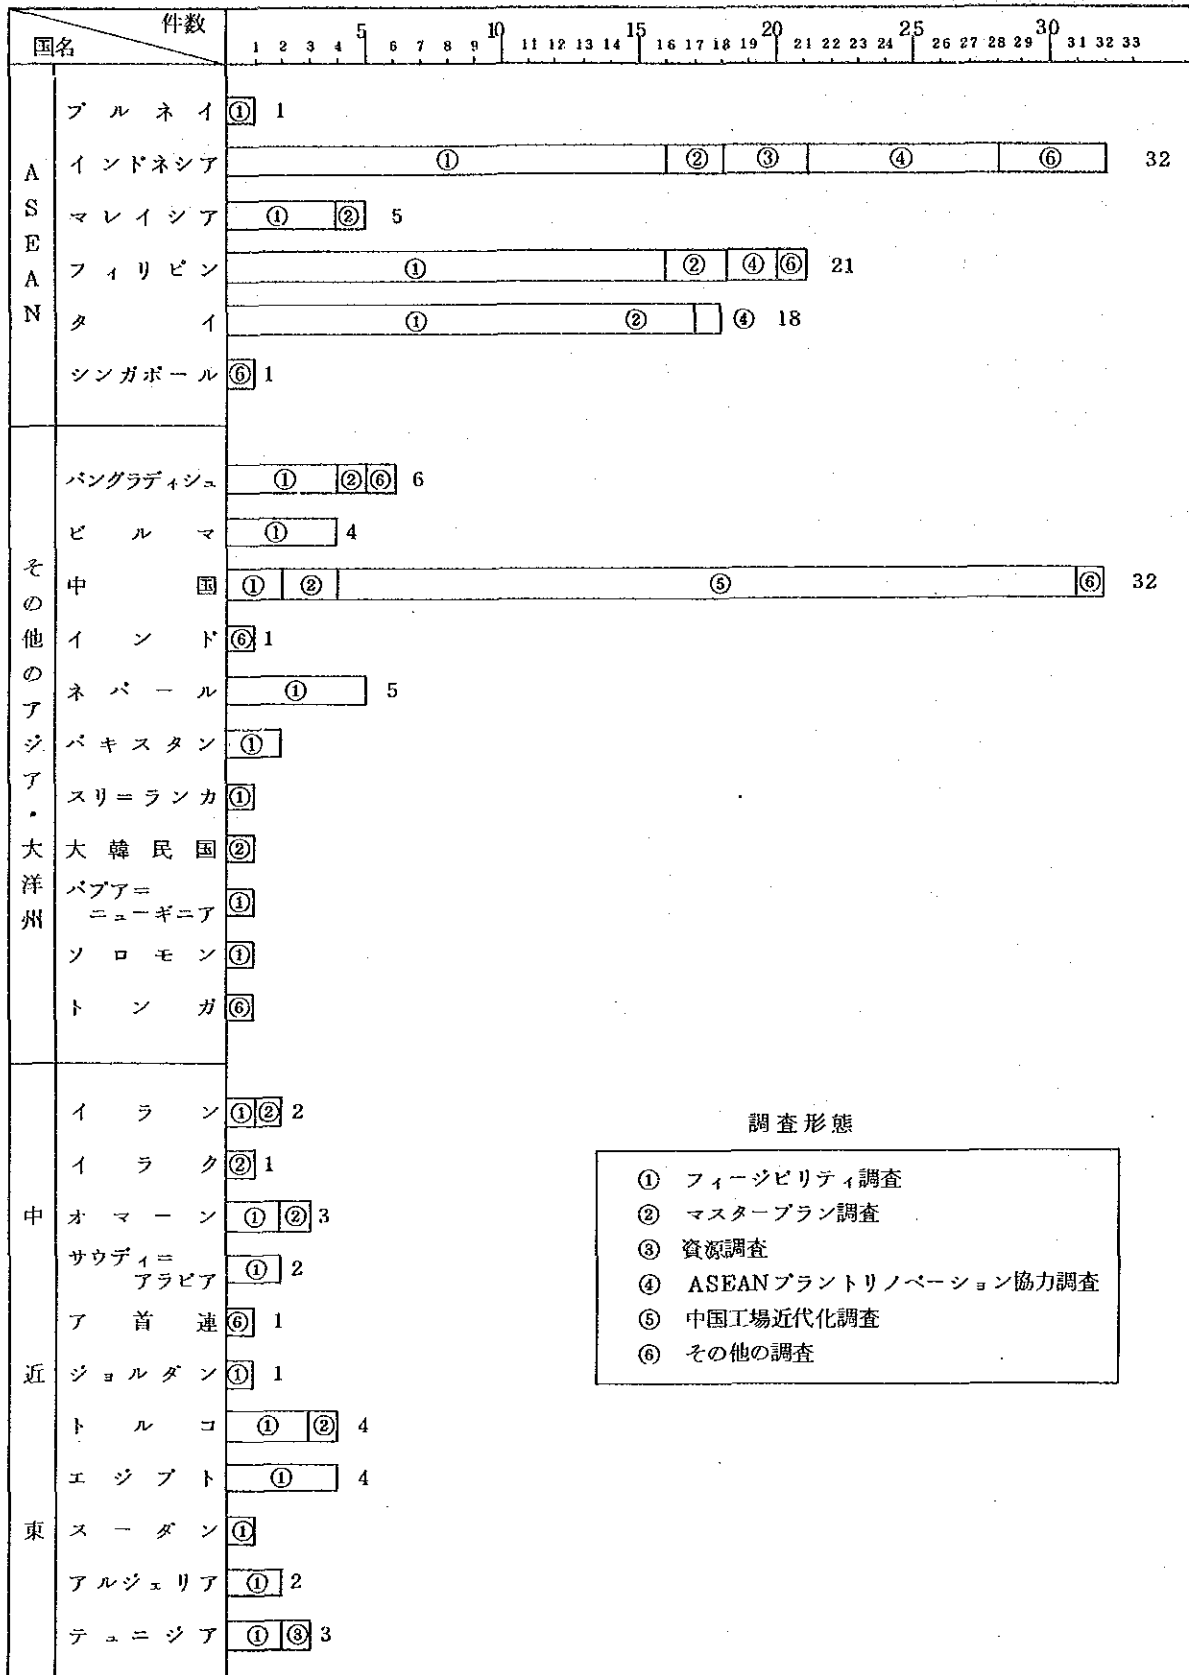 件数
国名
1 2 3 4 5 6 7 8 9 10 11 12 13 14 15 16 17 18 19 20 21 22 23 24 25 26 27 28 29 30 31 32 33
ASEAN
ブルネイ ① 1
インドネシア ① ② ③ ④ ⑥ 32
マレイシア ① ② 5
フィリピン ① ② ④ ⑥ 21
タイ ① ② ④ 18
シンガポール ⑥ 1
その他のアジア・大洋州
バングラディシュ ① ② ⑥ 6
ビルマ ① 4
中国 ① ② ⑤ ⑥ 32
インド ⑥ 1
ネパール ① 5
パキスタン ①
スリ=ランカ ①
大韓民国 ②
パプア=
ニューギニア ①
ソロモン ①
トンガ ⑥
中近東
イラン ① ② 2
イラク ② 1
オマーン ① ② 3
サウディ=
アラビア ① 2
ア首連 ⑥ 1
ジョルダン ① 1
トルコ ① ② 4
エジプト ① 4
スーダン ①
アルジェリア ① 2
テュニジア ① ③ 3
調査形態
① フィージビリティ調査
② マスタープラン調査
③ 資源調査
④ ASEANプラントリノベーション協力調査
⑤ 中国工場近代化調査
⑥ その他の調査